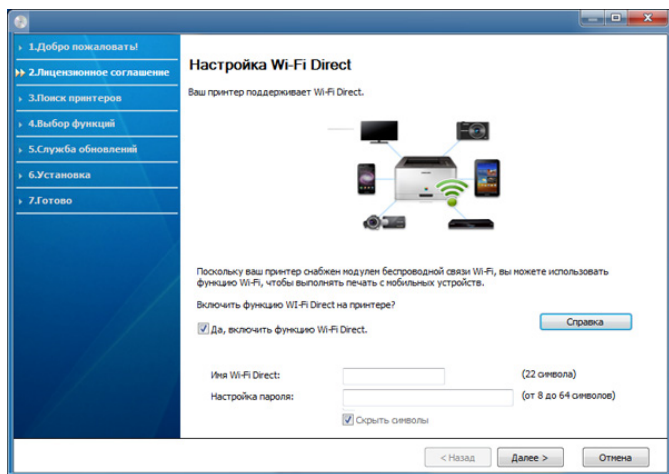 1.Добро пожаловать!
2.Лицензионное соглашение
3.Поиск принтеров
4.Выбор функций
5.Служба обновлений
6.Установка
7.Готово
Настройка Wi-Fi Direct
Ваш принтер поддерживает Wi-Fi Direct.
Поскольку ваш принтер снабжен модулем беспроводной связи Wi-Fi, вы можете использовать
функцию Wi-Fi, чтобы выполнять печать с мобильных устройств.
Включить функцию WI-Fi Direct на принтере?
Да, включить функцию Wi-Fi Direct.
Справка
Имя Wi-Fi Direct:
(22 символа)
Настройка пароля:
(от 8 до 64 символов)
Скрыть символы
< Назад
Далее >
Отмена